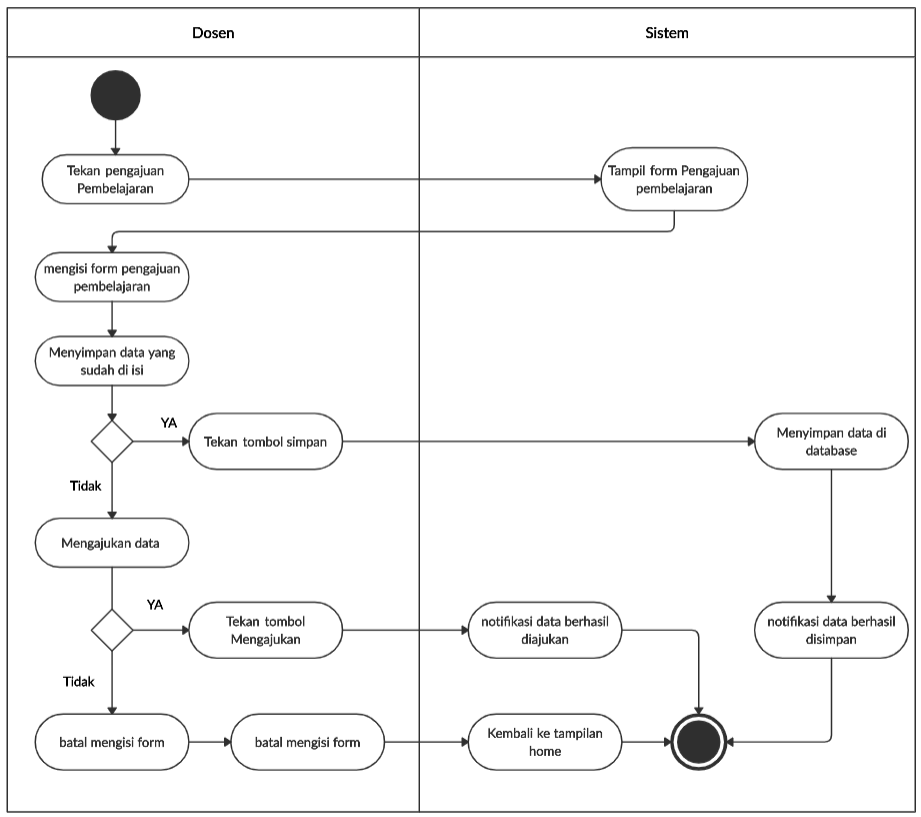 Dosen
Sistem
Tekan pengajuan
Pembelajaran
Tampil form Pengajuan
pembelajaran
mengisi form pengajuan
pembelajaran
Menyimpan data yang
sudah di isi
YA
Tekan tombol simpan
Menyimpan data di
database
Tidak
Mengajukan data
YA
Tekan tombol
Mengajukan
notifikasi data berhasil
diajukan
notifikasi data berhasil
disimpan
Tidak
batal mengisi form
batal mengisi form
Kembali ke tampilan
home